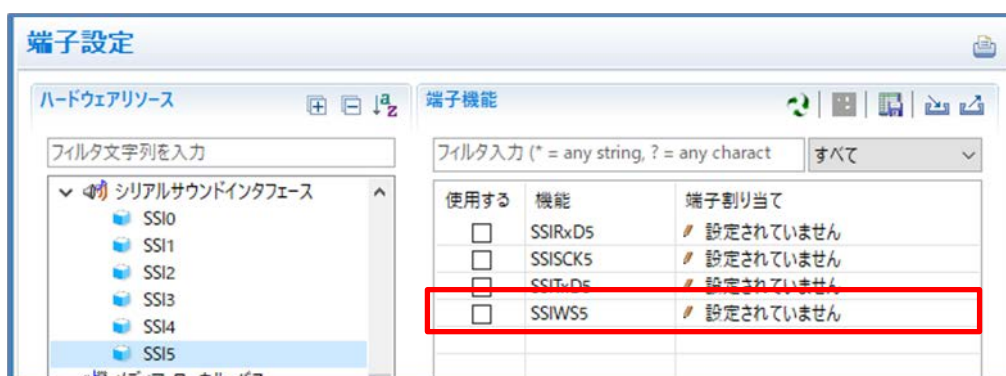 端子設定
ハードウェアリソース
フィルタ文字列を入力
シリアルサウンドインタフェース
SSI0
SSI1
SSI2
SSI3
SSI4
SSI5
端子機能
フィルタ入力 (* = any string, ? = any charact
すべて
使用する 機能 端子割り当て
SSIRxD5 設定されていません
SSISCK5 設定されていません
SSITxD5 設定されていません
SSIWS5 設定されていません